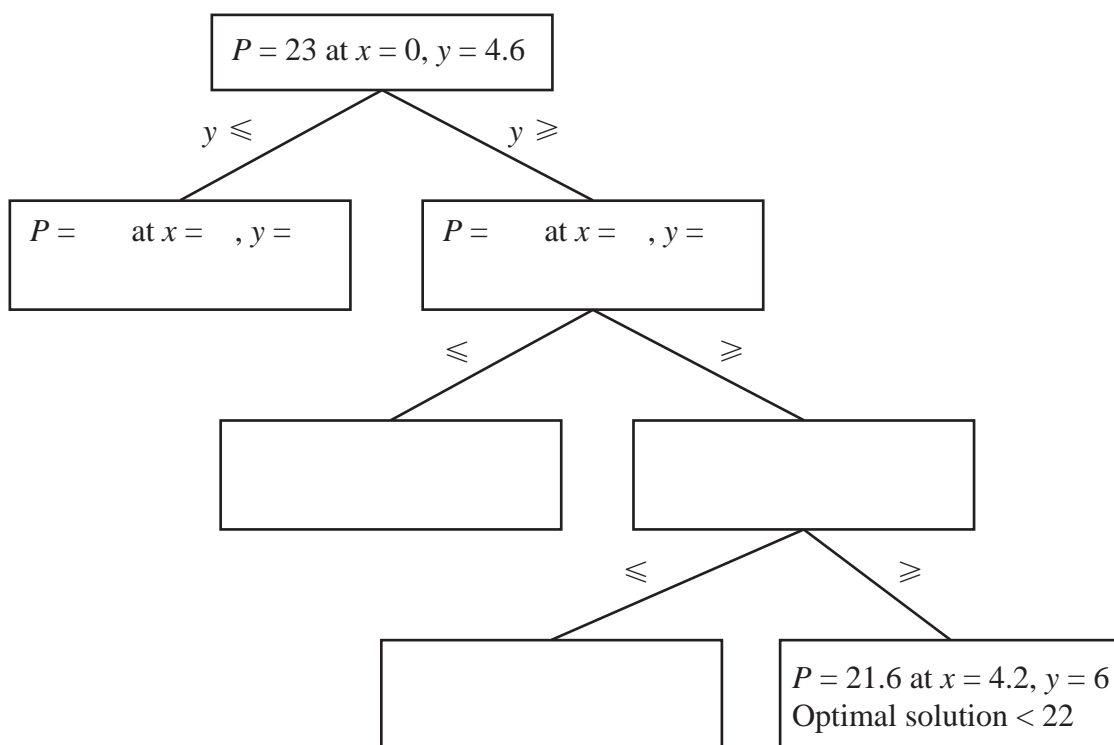 P = 23 at x = 0, y = 4.6
y ⩽ y ⩾
P = at x = , y =
P = at x = , y =
⩽ ⩾
⩽ ⩾
P = 21.6 at x = 4.2, y = 6
Optimal solution < 22